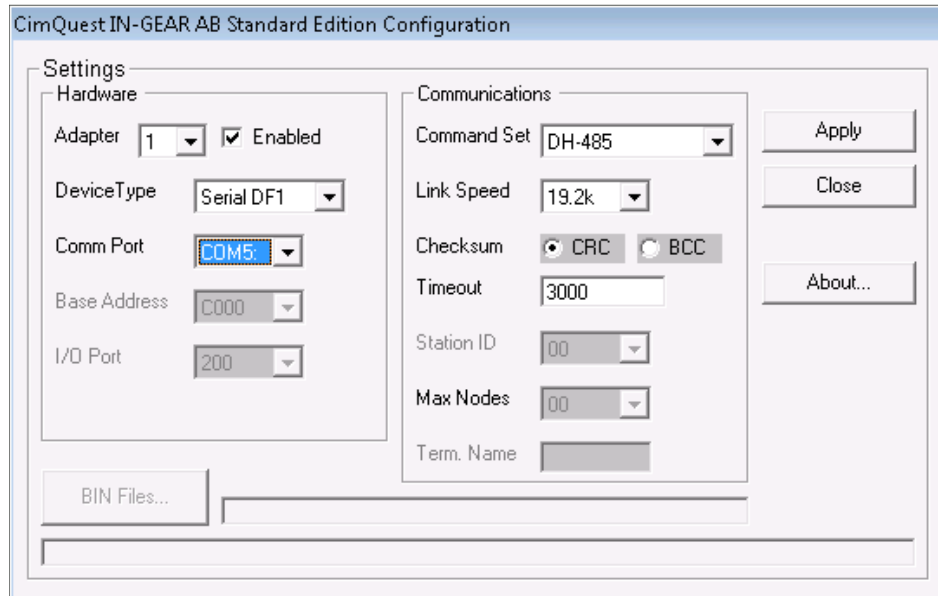 CimQuest IN-GEAR AB Standard Edition Configuration
Settings
Hardware
Adapter 1 Enabled
DeviceType Serial DF1
Comm Port COM5:
Base Address C000
I/O Port 200
Communications
Command Set DH-485
Link Speed 19.2k
Checksum CRC BCC
Timeout 3000
Station ID 00
Max Nodes 00
Term. Name
Apply
Close
About...
BIN Files...